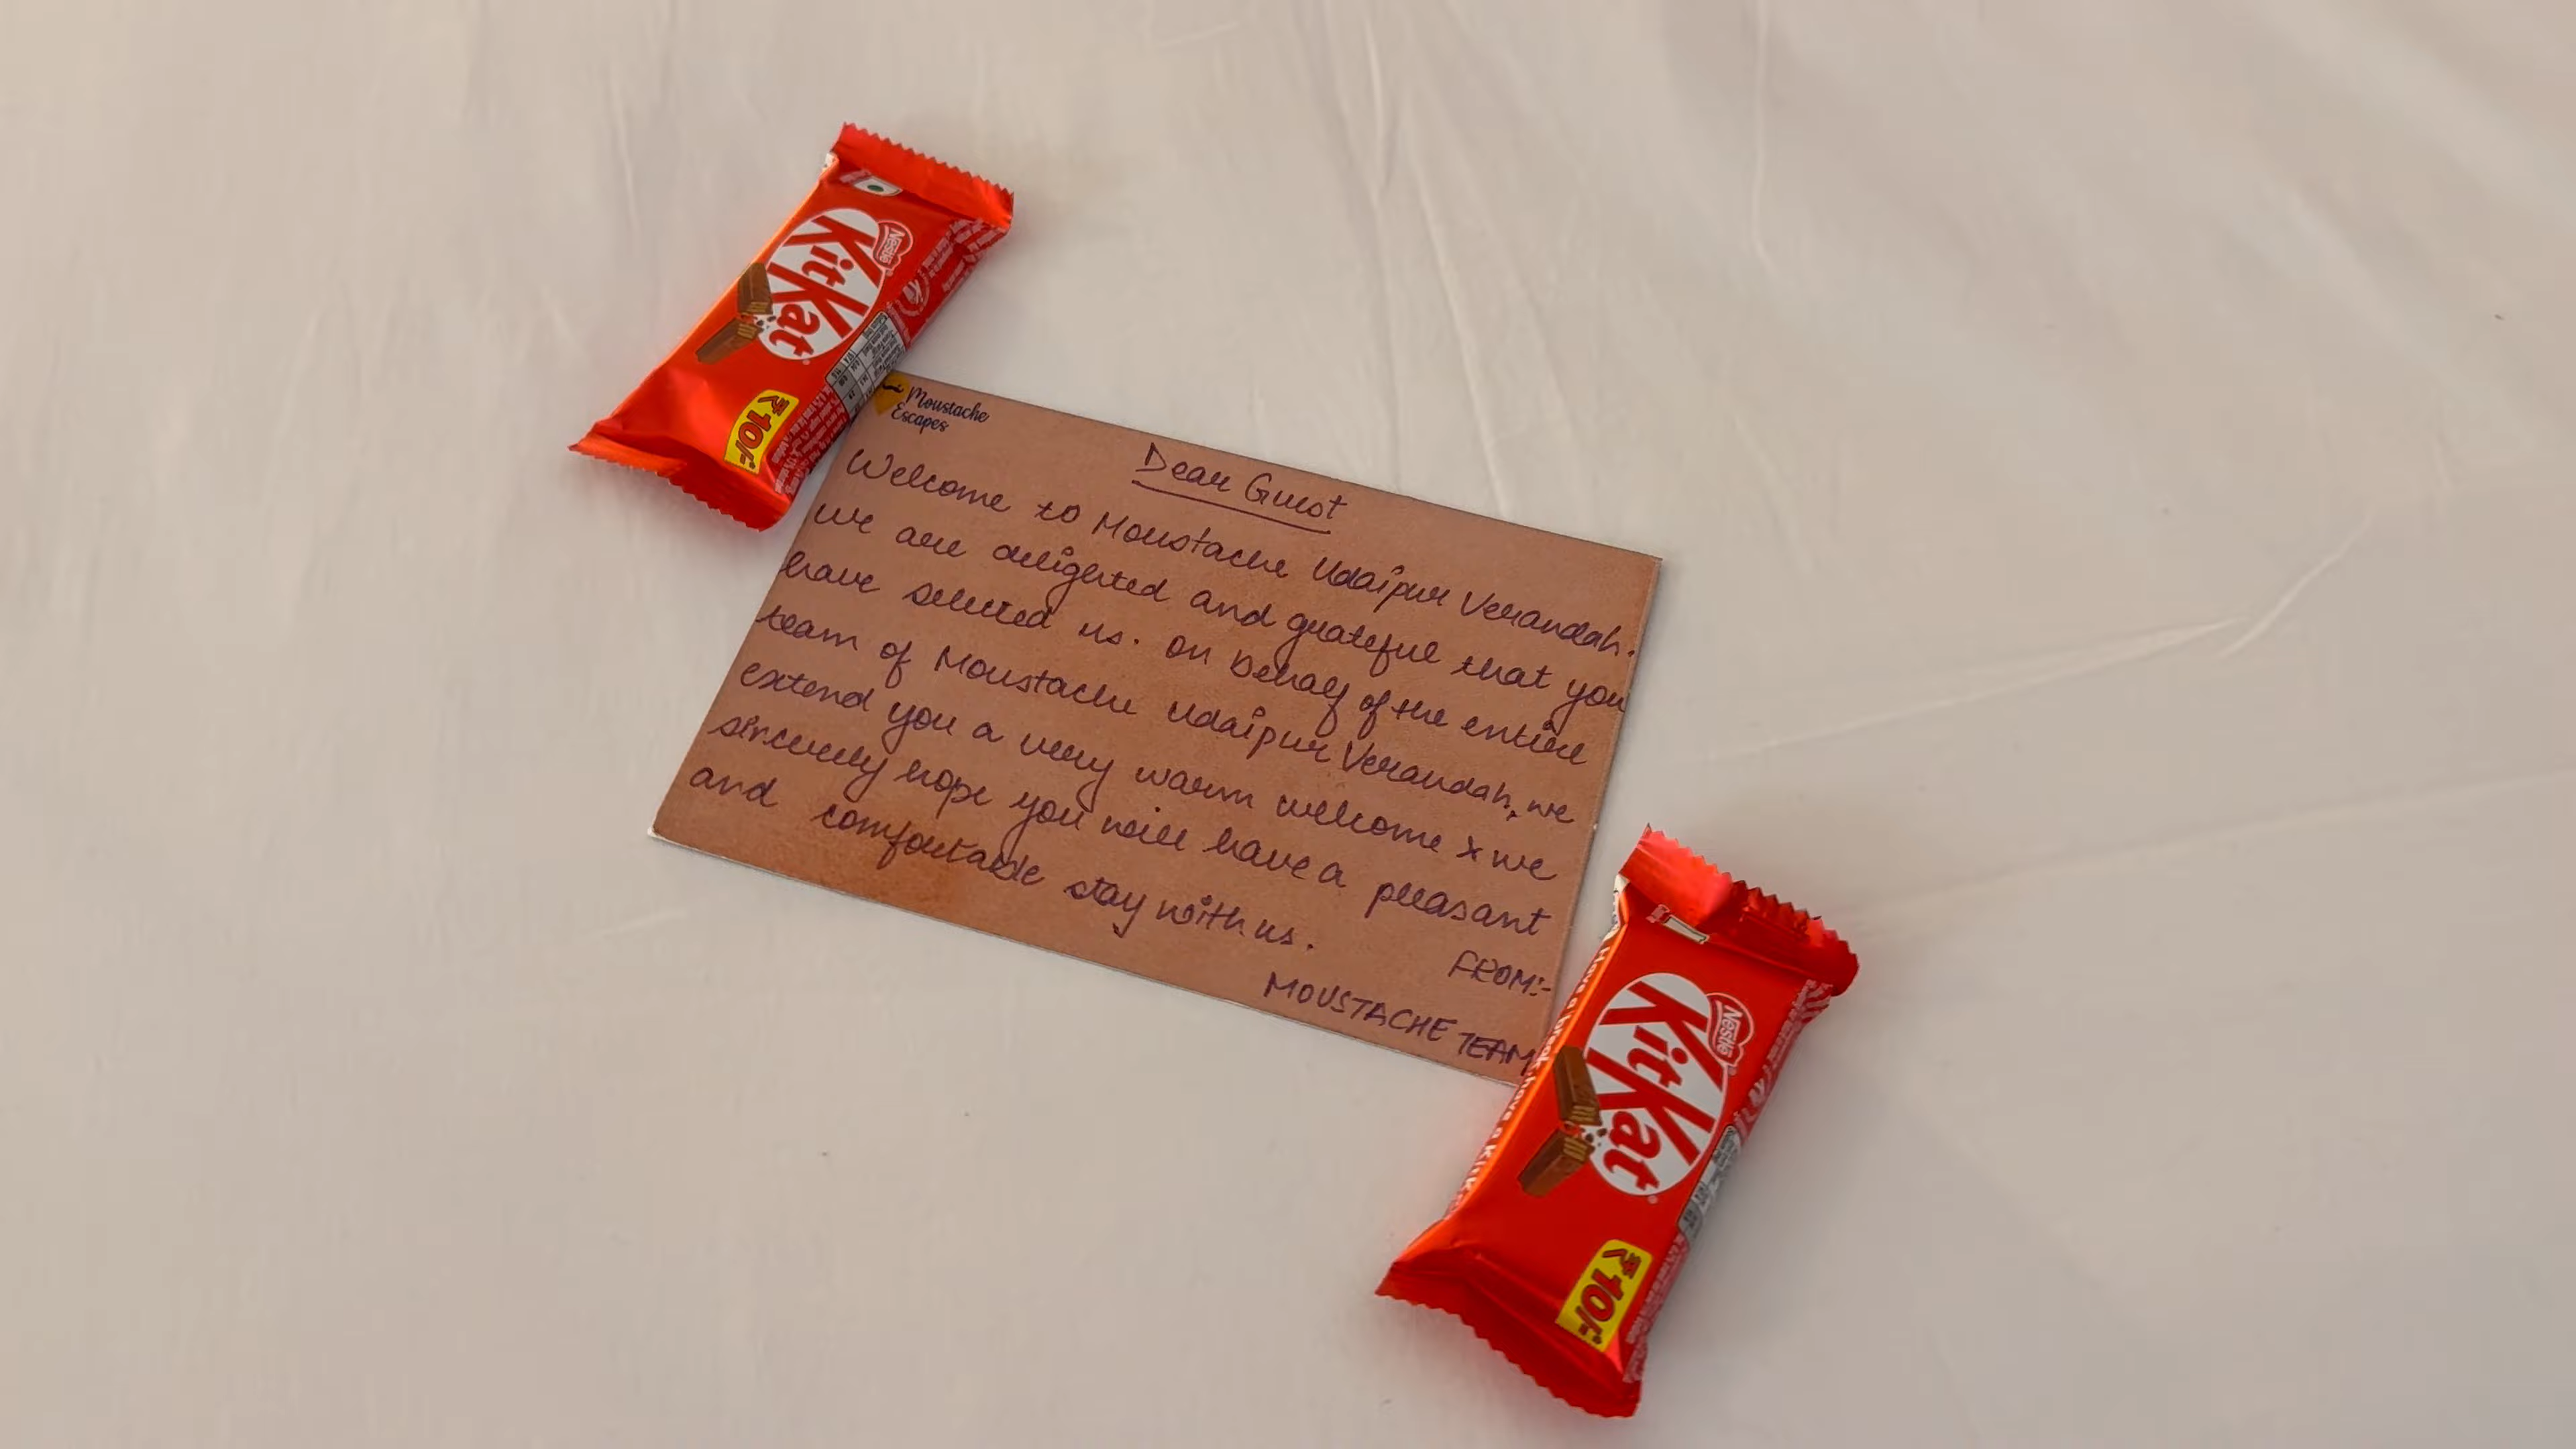 Nestlé
KitKat
₹10/-*
Moustache
Escapes
Dear Guest
Welcome to Moustache Udaipur Verandah.
we are delighted and grateful that you
have selected us. on behalf of the entire
team of Moustache Udaipur Verandah, we
extend you a very warm welcome & we
sincerely hope you will have a pleasant
and comfortable stay with us.
FROM:-
MOUSTACHE TEAM
Nestlé
KitKat
₹10/-*